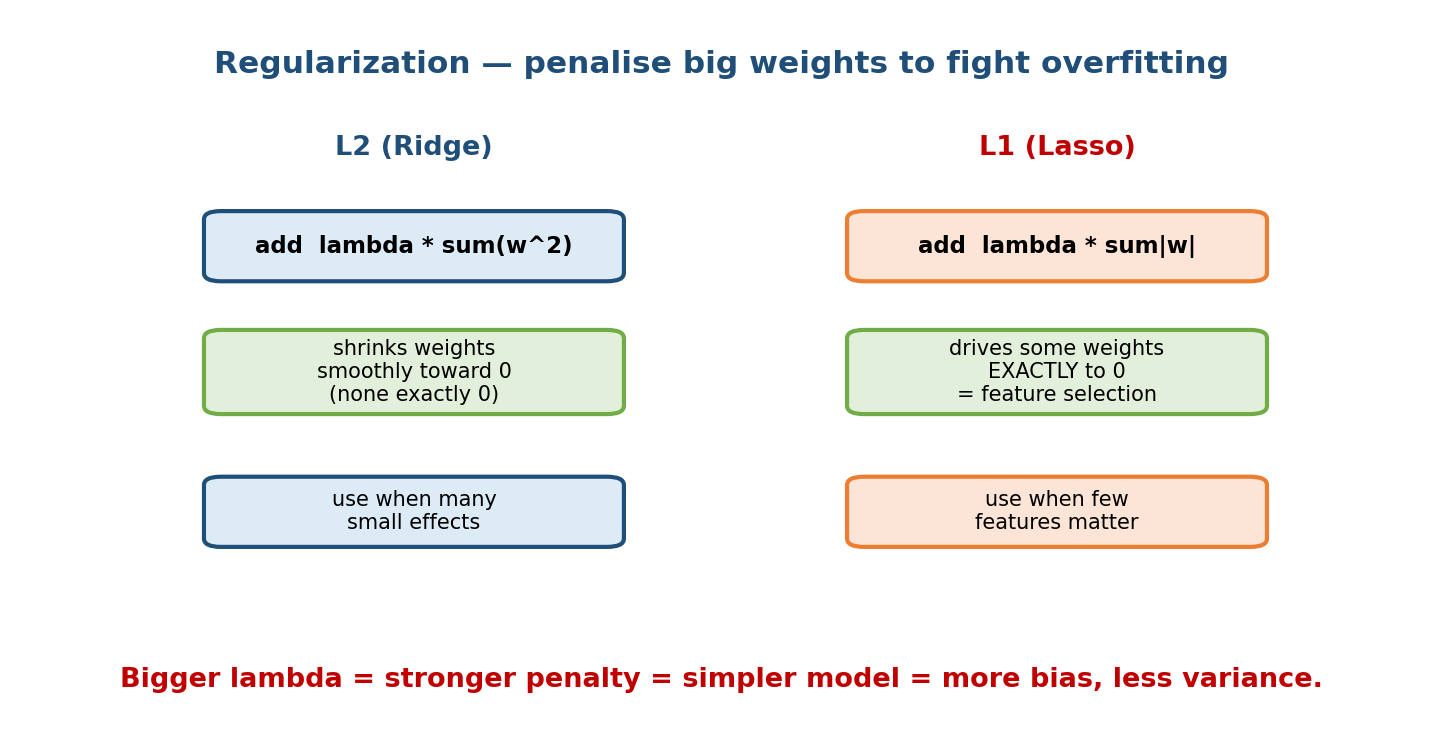 Regularization — penalise big weights to fight overfitting
L2 (Ridge)
add  lambda * sum(w^2)
shrinks weights
smoothly toward 0
(none exactly 0)
use when many
small effects
L1 (Lasso)
add  lambda * sum|w|
drives some weights
EXACTLY to 0
= feature selection
use when few
features matter
Bigger lambda = stronger penalty = simpler model = more bias, less variance.